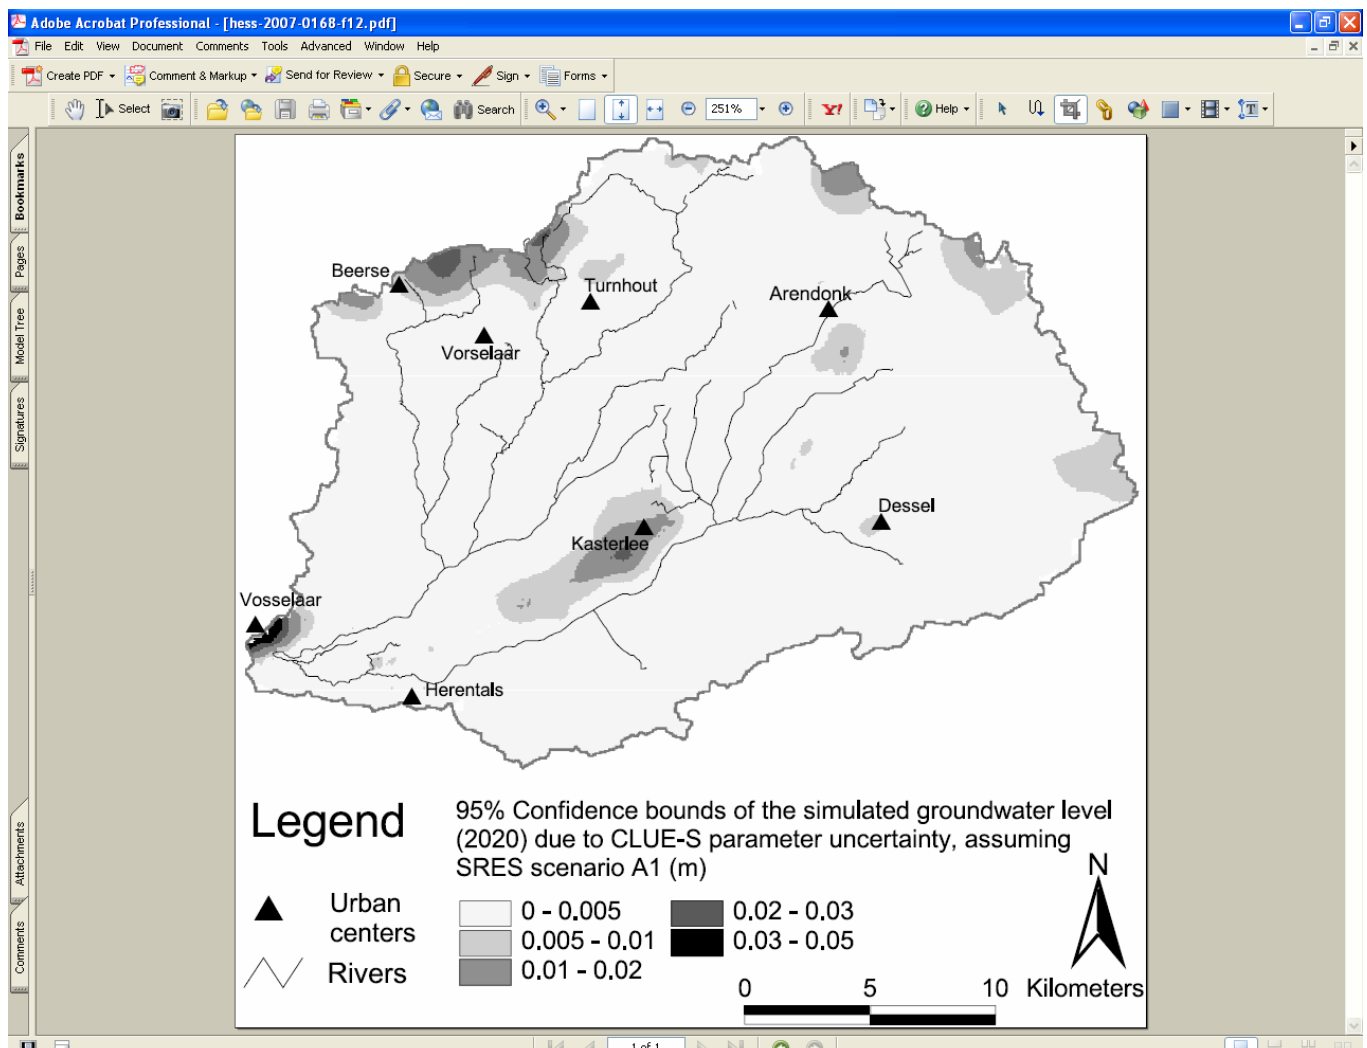 Adobe Acrobat Professional - [hess-2007-0168-f12.pdf]
File Edit View Document Comments Tools Advanced Window Help
Create PDF Comment & Markup Send for Review Secure Sign Forms
Select Search 251% Y! Help
Bookmarks
Pages
Model Tree
Signatures
Attachments
Comments
Beerse
Turnhout
Arendonk
Vorselaar
Dessel
Kasterlee
Vosselaar
Herentals
Legend
95% Confidence bounds of the simulated groundwater level
(2020) due to CLUE-S parameter uncertainty, assuming
SRES scenario A1 (m)
N
Urban
centers
Rivers
0 - 0.005
0.005 - 0.01
0.01 - 0.02
0.02 - 0.03
0.03 - 0.05
0 5 10 Kilometers
1 of 1